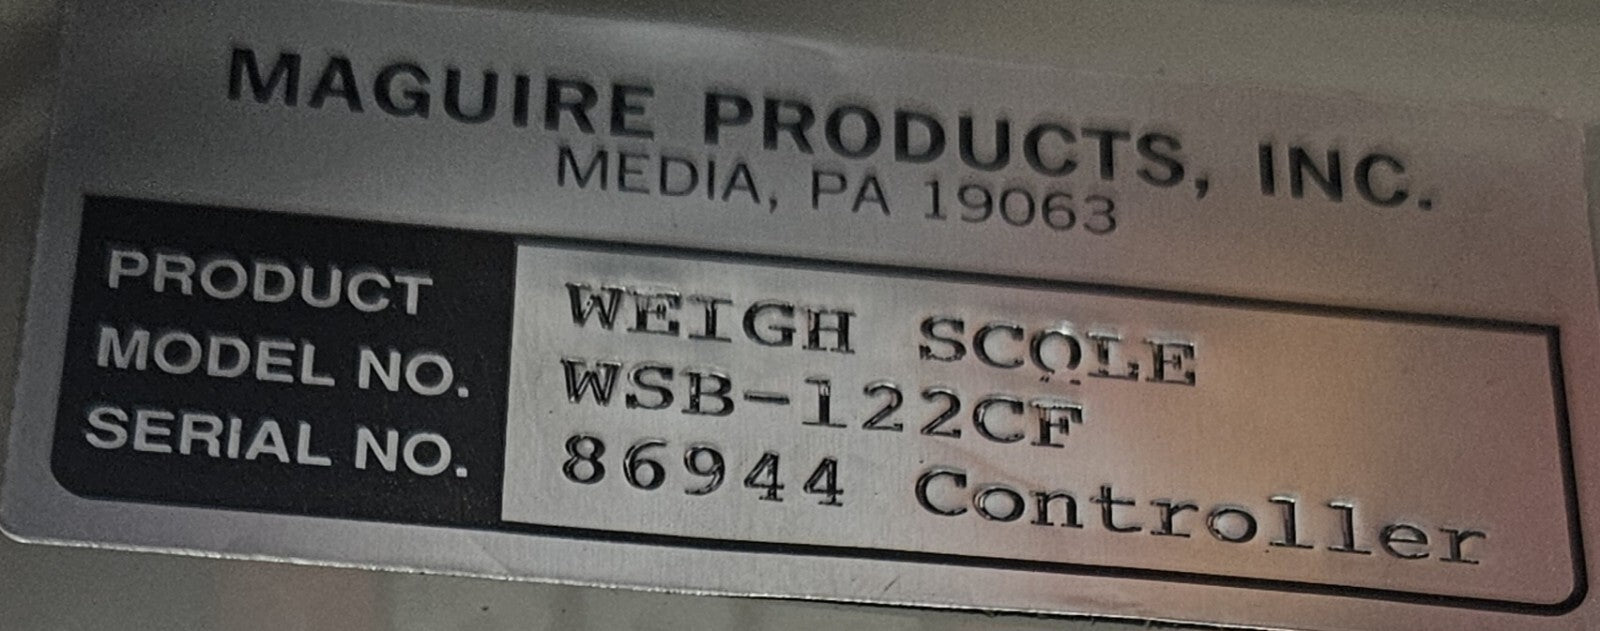 MAGUIRE PRODUCTS, INC.
MEDIA, PA 19063
PRODUCT WEIGH SCOLE
MODEL NO. WSB-122CF
SERIAL NO. 86944 Controller